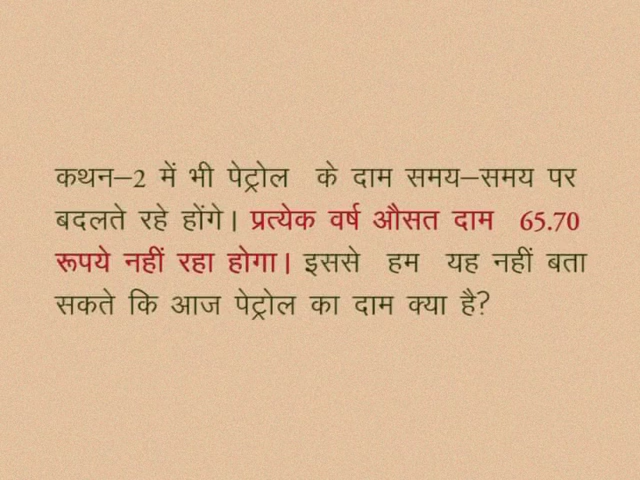 कथन–2 में भी पेट्रोल के दाम समय–समय पर
बदलते रहे होंगे। प्रत्येक वर्ष औसत दाम 65.70
रूपये नहीं रहा होगा। इससे हम यह नहीं बता
सकते कि आज पेट्रोल का दाम क्या है?